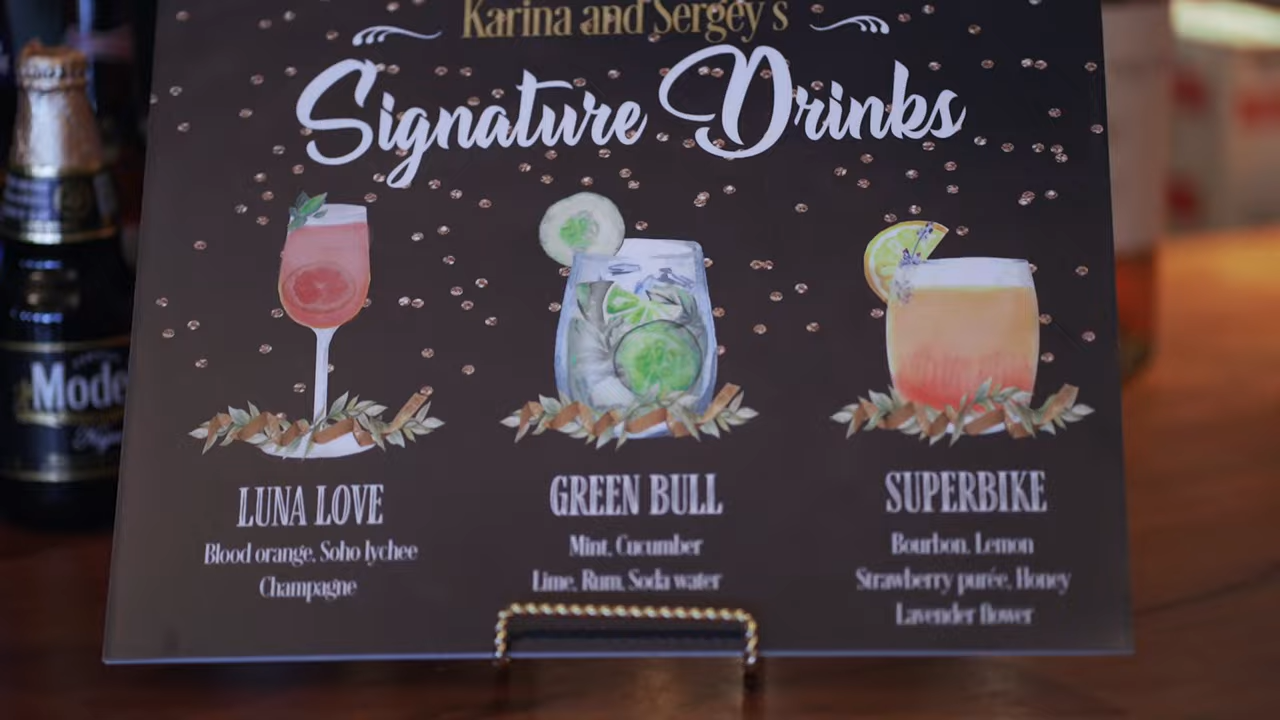 Karina and Sergey's
Signature Drinks
LUNA LOVE
Blood orange, Soho lychee
Champagne
GREEN BULL
Mint, Cucumber
Lime, Rum, Soda water
SUPERBIKE
Bourbon, Lemon
Strawberry purée, Honey
Lavender flower
Mode